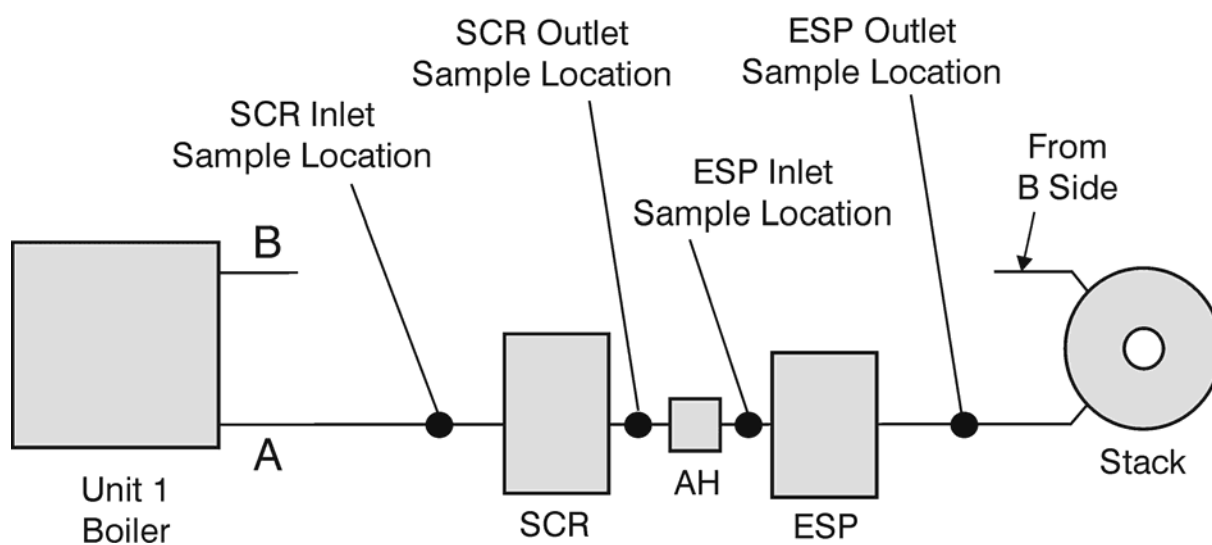 SCR Outlet
Sample Location
ESP Outlet
Sample Location
SCR Inlet
Sample Location
From
B Side
ESP Inlet
Sample Location
B
A
Unit 1
Boiler
SCR
AH
ESP
Stack